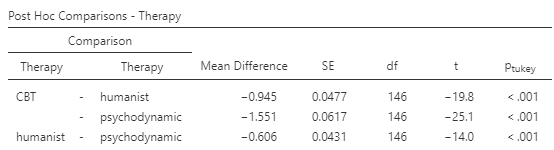 Post Hoc Comparisons - Therapy
Comparison
Therapy Therapy Mean Difference SE df t ptukey
CBT - humanist −0.945 0.0477 146 −19.8 < .001
- psychodynamic −1.551 0.0617 146 −25.1 < .001
humanist - psychodynamic −0.606 0.0431 146 −14.0 < .001